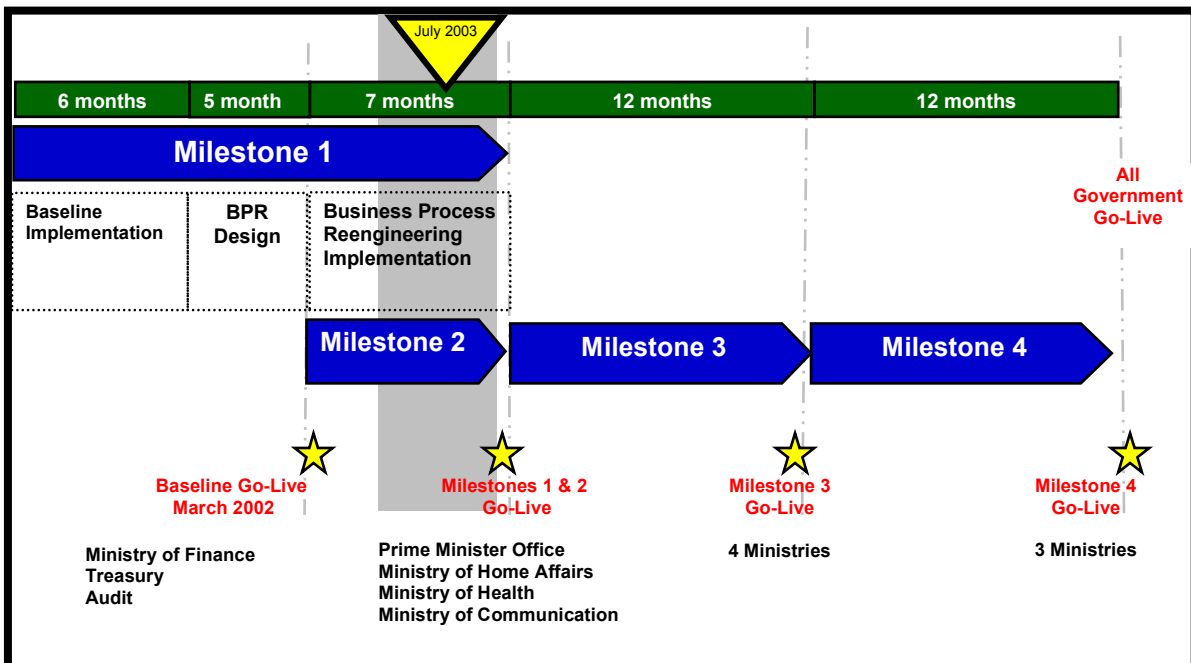 July 2003
6 months
5 month
7 months
12 months
12 months
Milestone 1
Baseline
Implementation
BPR
Design
Business Process
Reengineering
Implementation
All
Government
Go-Live
Milestone 2
Milestone 3
Milestone 4
Baseline Go-Live
March 2002
Milestones 1 & 2
Go-Live
Milestone 3
Go-Live
Milestone 4
Go-Live
Ministry of Finance
Treasury
Audit
Prime Minister Office
Ministry of Home Affairs
Ministry of Health
Ministry of Communication
4 Ministries
3 Ministries